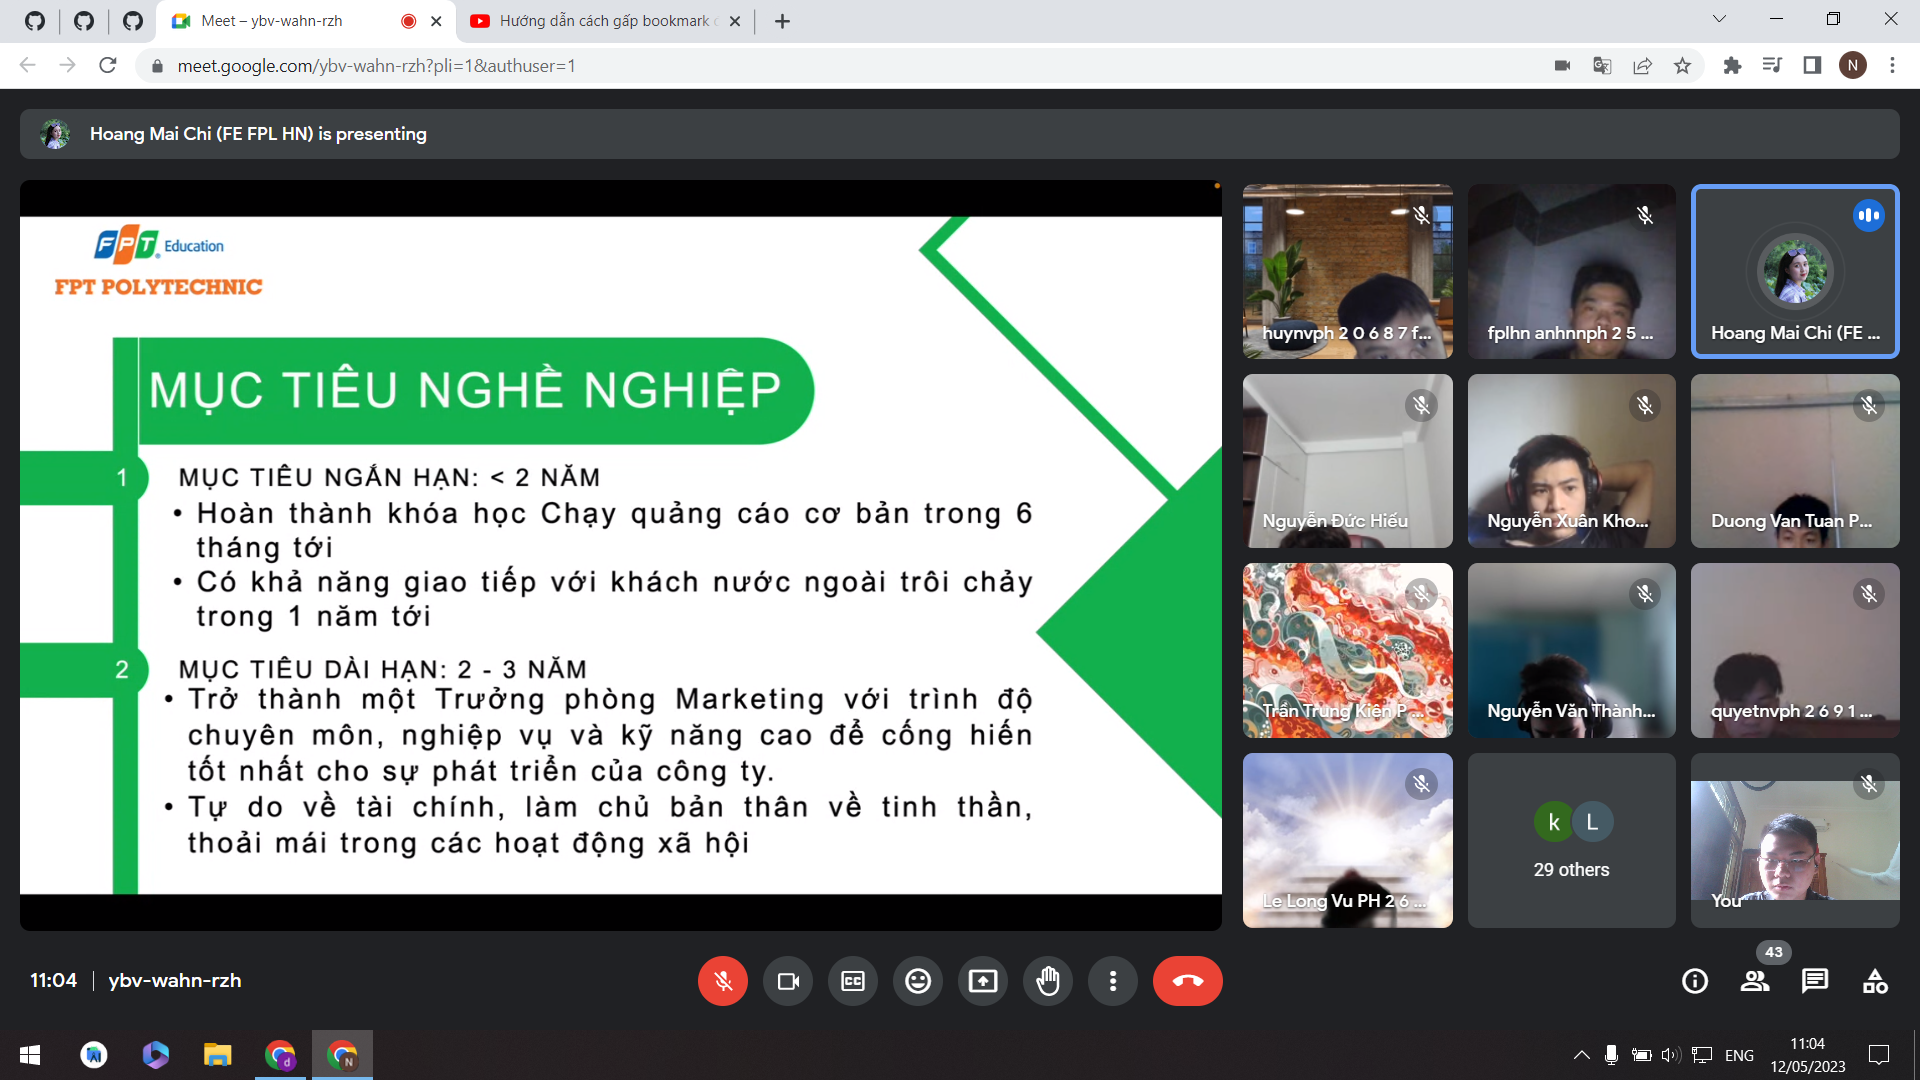 Meet – ybv-wahn-rzh
Hướng dẫn cách gấp bookmark
meet.google.com/ybv-wahn-rzh?pli=1&authuser=1
N
Hoang Mai Chi (FE FPL HN) is presenting
FPT Education
FPT POLYTECHNIC
MỤC TIÊU NGHỀ NGHIỆP
1
MỤC TIÊU NGẮN HẠN: < 2 NĂM
• Hoàn thành khóa học Chạy quảng cáo cơ bản trong 6
tháng tới
• Có khả năng giao tiếp với khách nước ngoài trôi chảy
trong 1 năm tới
2
MỤC TIÊU DÀI HẠN: 2 - 3 NĂM
• Trở thành một Trưởng phòng Marketing với trình độ
chuyên môn, nghiệp vụ và kỹ năng cao để cống hiến
tốt nhất cho sự phát triển của công ty.
• Tự do về tài chính, làm chủ bản thân về tinh thần,
thoải mái trong các hoạt động xã hội
huynvph 2 0 6 8 7 f...
fplhn anhnnph 2 5 ...
Hoang Mai Chi (FE ...
Nguyễn Đức Hiếu
Nguyễn Xuân Kho...
Duong Van Tuan P...
Trần Trung Kiên P ...
Nguyễn Văn Thành...
quyetnvph 2 6 9 1 ...
Le Long Vu PH 2 6 ...
k L
29 others
You
11:04 | ybv-wahn-rzh
43
d
N
ENG
11:04
12/05/2023